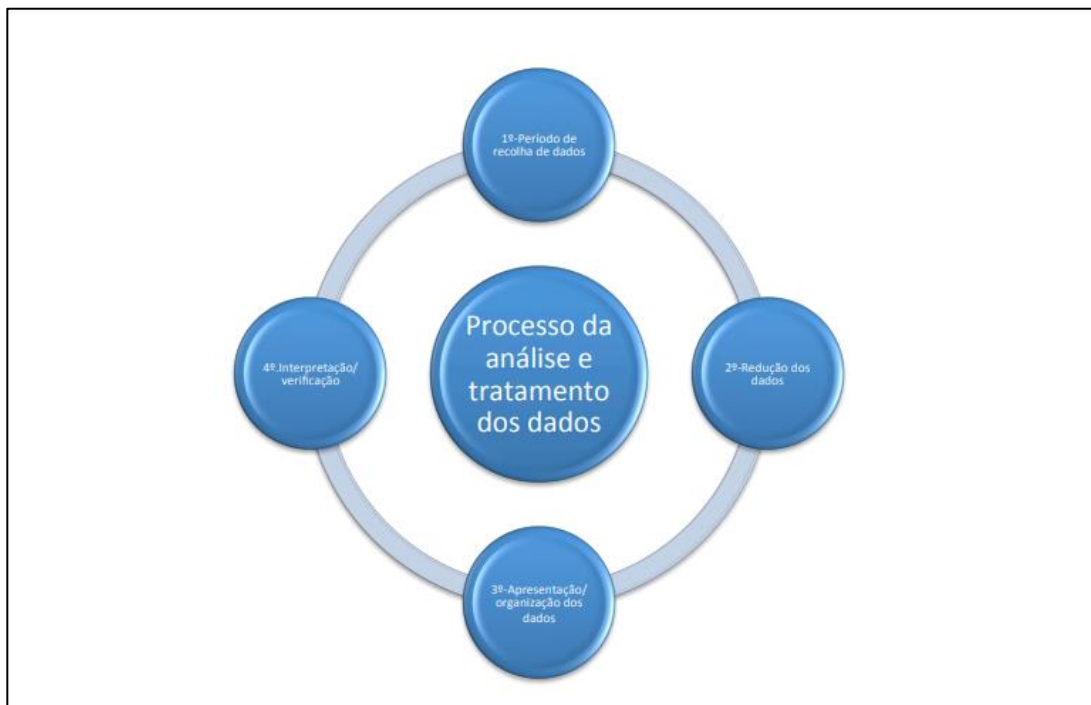 1º-Período de
recolha de dados
Processo da
análise e
tratamento
dos dados
4º.Interpretação/
verificação
2º-Redução dos
dados
3º-Apresentação/
organização dos
dados